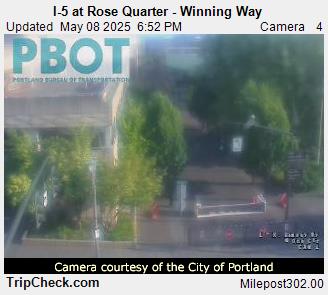 I-5 at Rose Quarter - Winning Way
Updated May 08 2025 6:52 PM Camera 4
PBOT
PORTLAND BUREAU OF TRANSPORTATION
Camera courtesy of the City of Portland
TripCheck.com Milepost302.00